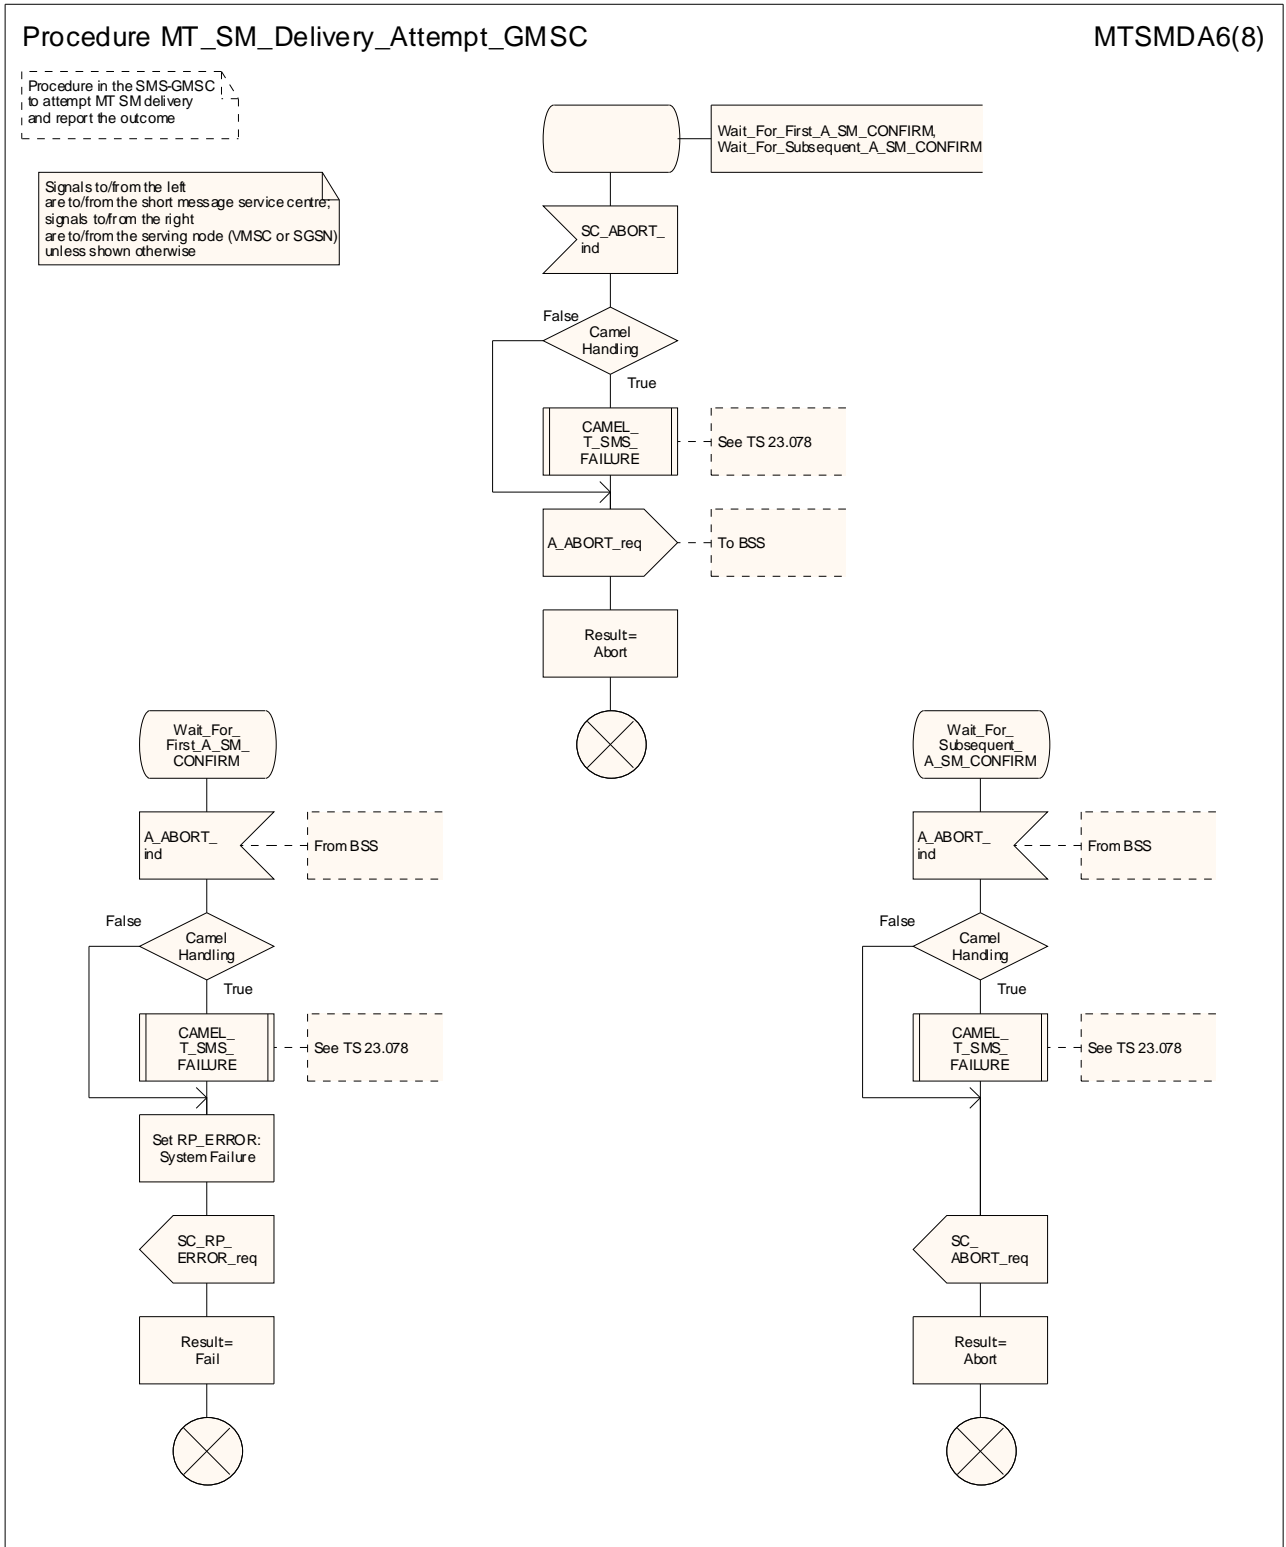 Procedure MT_SM_Delivery_Attempt_GMSC
MTSMDA6(8)
Procedure in the SMS-GMSC
to attempt MT SM delivery
and report the outcome
Signals to/from the left
are to/from the short message service centre;
signals to/from the right
are to/from the serving node (VMSC or SGSN)
unless shown otherwise
Wait_For_First_A_SM_CONFIRM,
Wait_For_Subsequent_A_SM_CONFIRM
SC_ABORT_
ind
False
Camel
Handling
True
CAMEL_
T_SMS_
FAILURE
See TS 23.078
A_ABORT_req
To BSS
Result=
Abort
Wait_For_
First_A_SM_
CONFIRM
A_ABORT_
ind
From BSS
False
Camel
Handling
True
CAMEL_
T_SMS_
FAILURE
See TS 23.078
Set RP_ERROR:
System Failure
SC_RP_
ERROR_req
Result=
Fail
Wait_For_
Subsequent_
A_SM_CONFIRM
A_ABORT_
ind
From BSS
False
Camel
Handling
True
CAMEL_
T_SMS_
FAILURE
See TS 23.078
SC_
ABORT_req
Result=
Abort